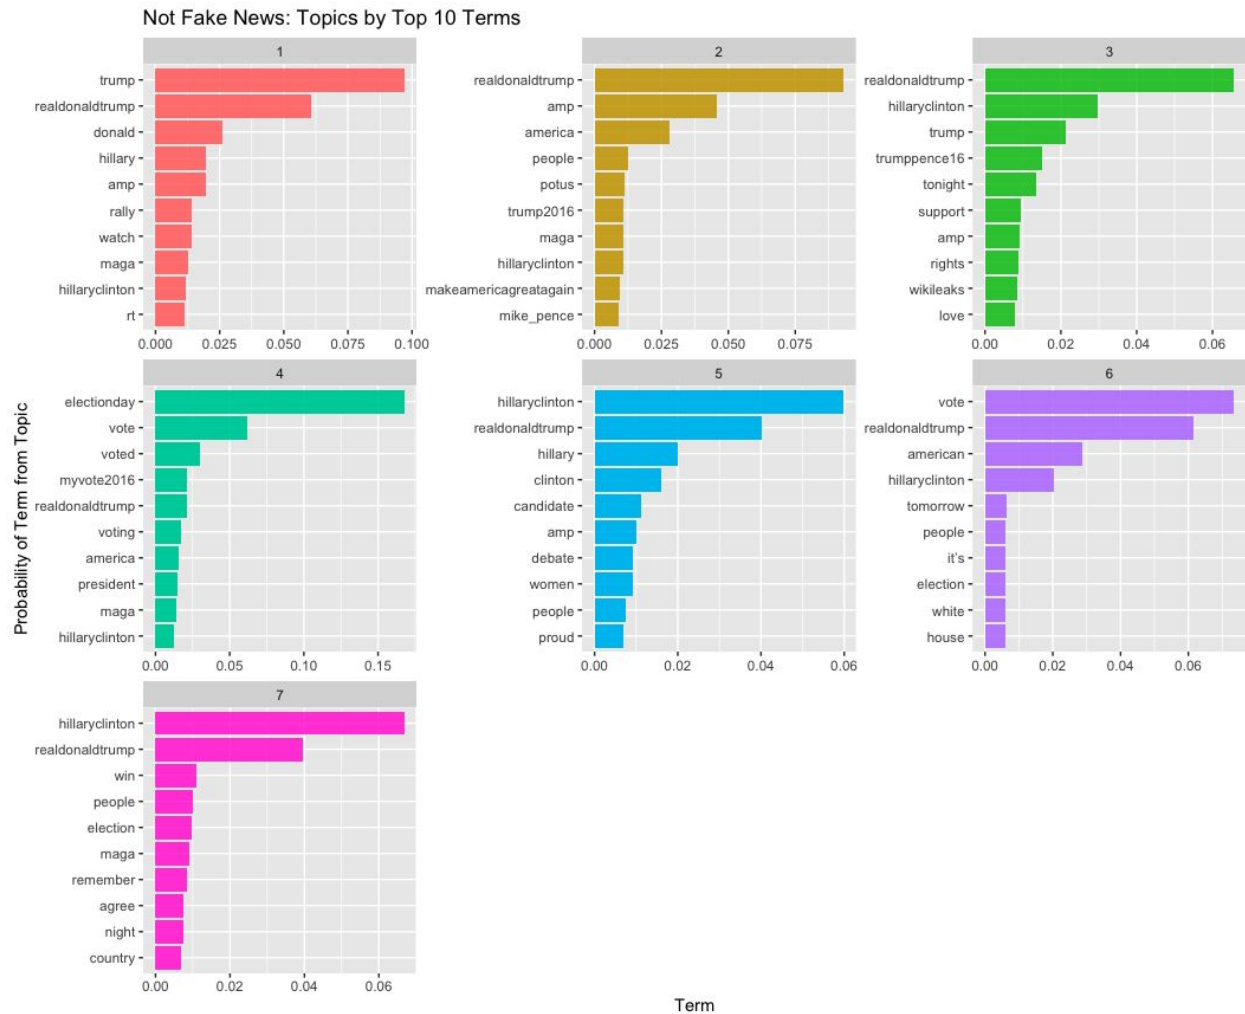 Not Fake News: Topics by Top 10 Terms
1
trump
realdonaldtrump
donald
hillary
amp
rally
watch
maga
hillaryclinton
rt
0.000 0.025 0.050 0.075 0.100
2
realdonaldtrump
amp
america
people
potus
trump2016
maga
hillaryclinton
makeamericagreatagain
mike_pence
0.000 0.025 0.050 0.075
3
realdonaldtrump
hillaryclinton
trump
trumppence16
tonight
support
amp
rights
wikileaks
love
0.00 0.02 0.04 0.06
Probability of Term from Topic
4
electionday
vote
voted
myvote2016
realdonaldtrump
voting
america
president
maga
hillaryclinton
0.00 0.05 0.10 0.15
5
hillaryclinton
realdonaldtrump
hillary
clinton
candidate
amp
debate
women
people
proud
0.00 0.02 0.04 0.06
6
vote
realdonaldtrump
american
hillaryclinton
tomorrow
people
it's
election
white
house
0.00 0.02 0.04 0.06
7
hillaryclinton
realdonaldtrump
win
people
election
maga
remember
agree
night
country
0.00 0.02 0.04 0.06
Term